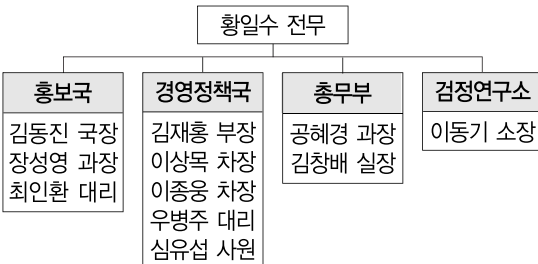 황일수 전무
홍보국
김동진 국장
장성영 과장
최인환 대리
경영정책국
김재홍 부장
이상목 차장
이종웅 차장
우병주 대리
심유섭 사원
총무부
공혜경 과장
김창배 실장
검정연구소
이동기 소장